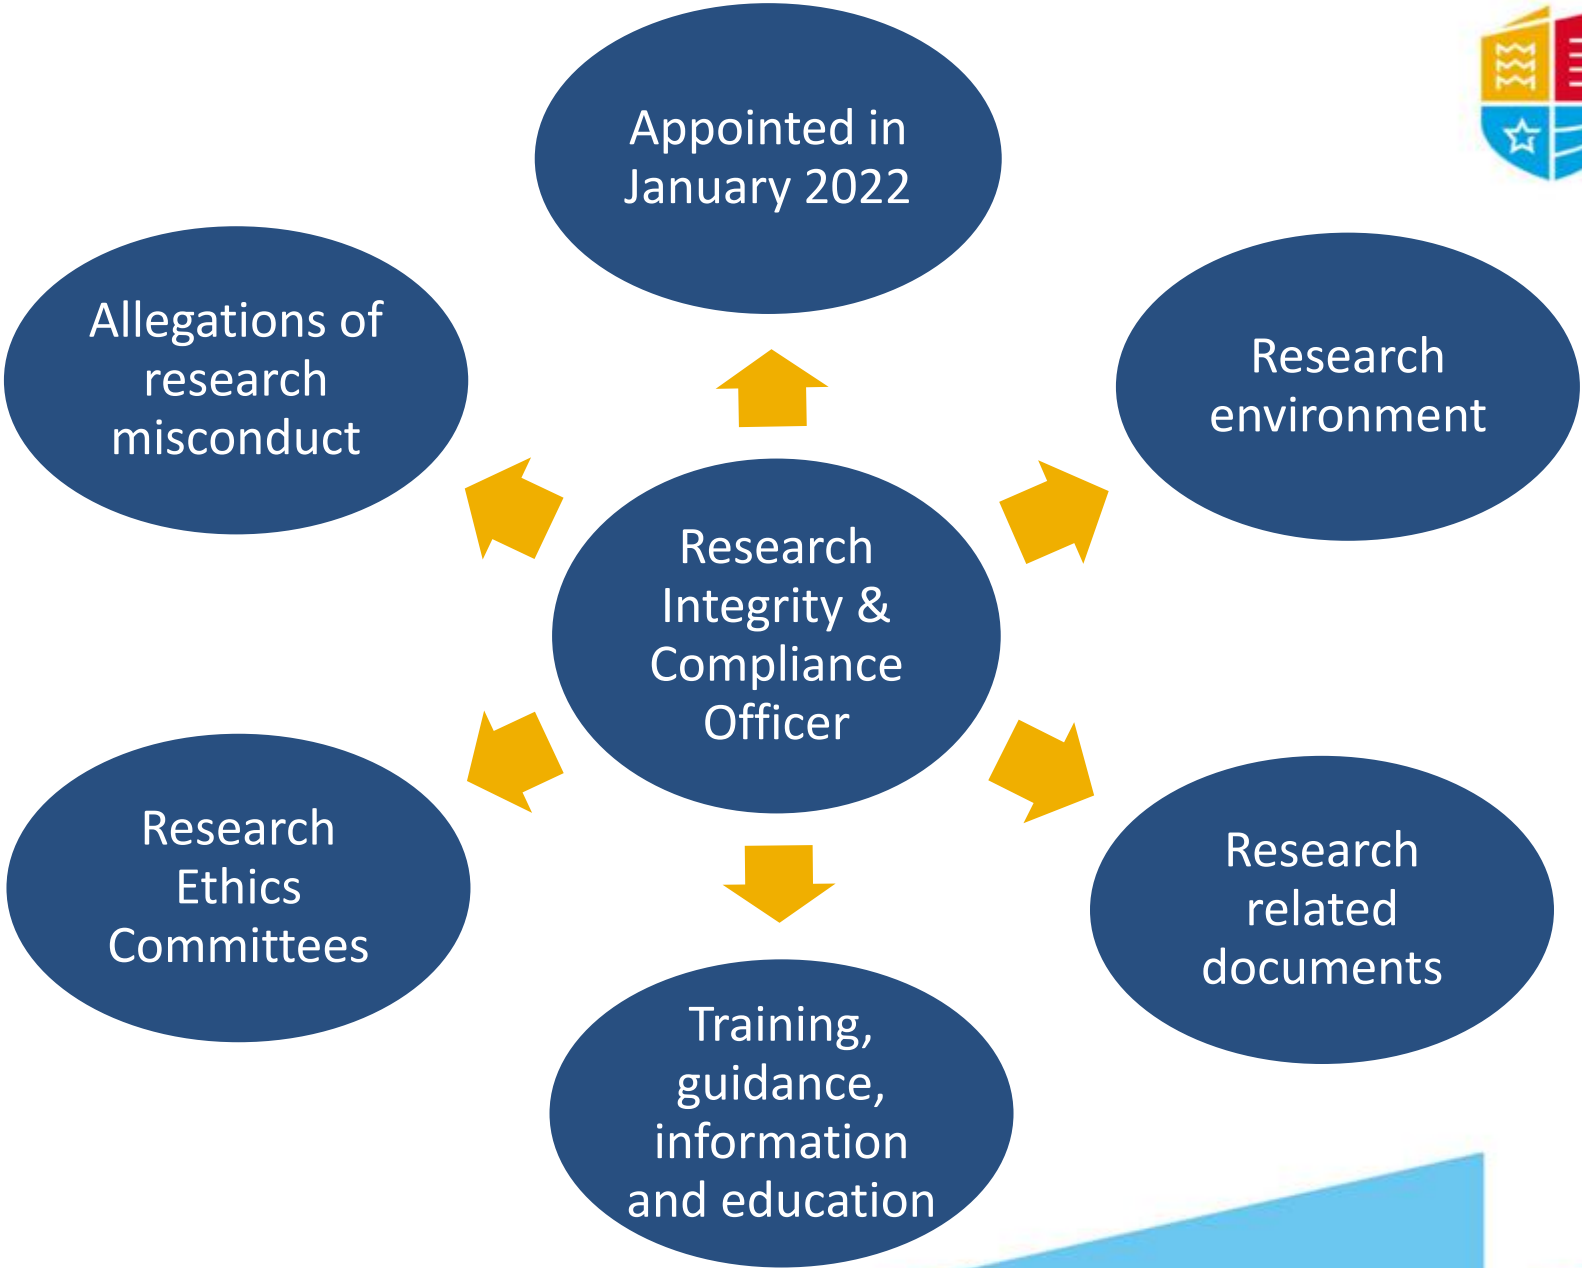 Appointed in
January 2022
Allegations of
research
misconduct
Research
environment
Research
Integrity &
Compliance
Officer
Research
Ethics
Committees
Research
related
documents
Training,
guidance,
information
and education